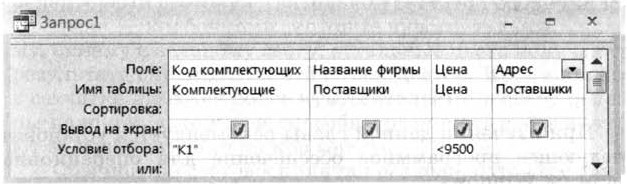 Запрос1
Поле: Код комплектующих Название фирмы Цена Адрес
Имя таблицы: Комплектующие Поставщики Цена Поставщики
Сортировка:
Вывод на экран:
Условие отбора: "К1" <9500
или: